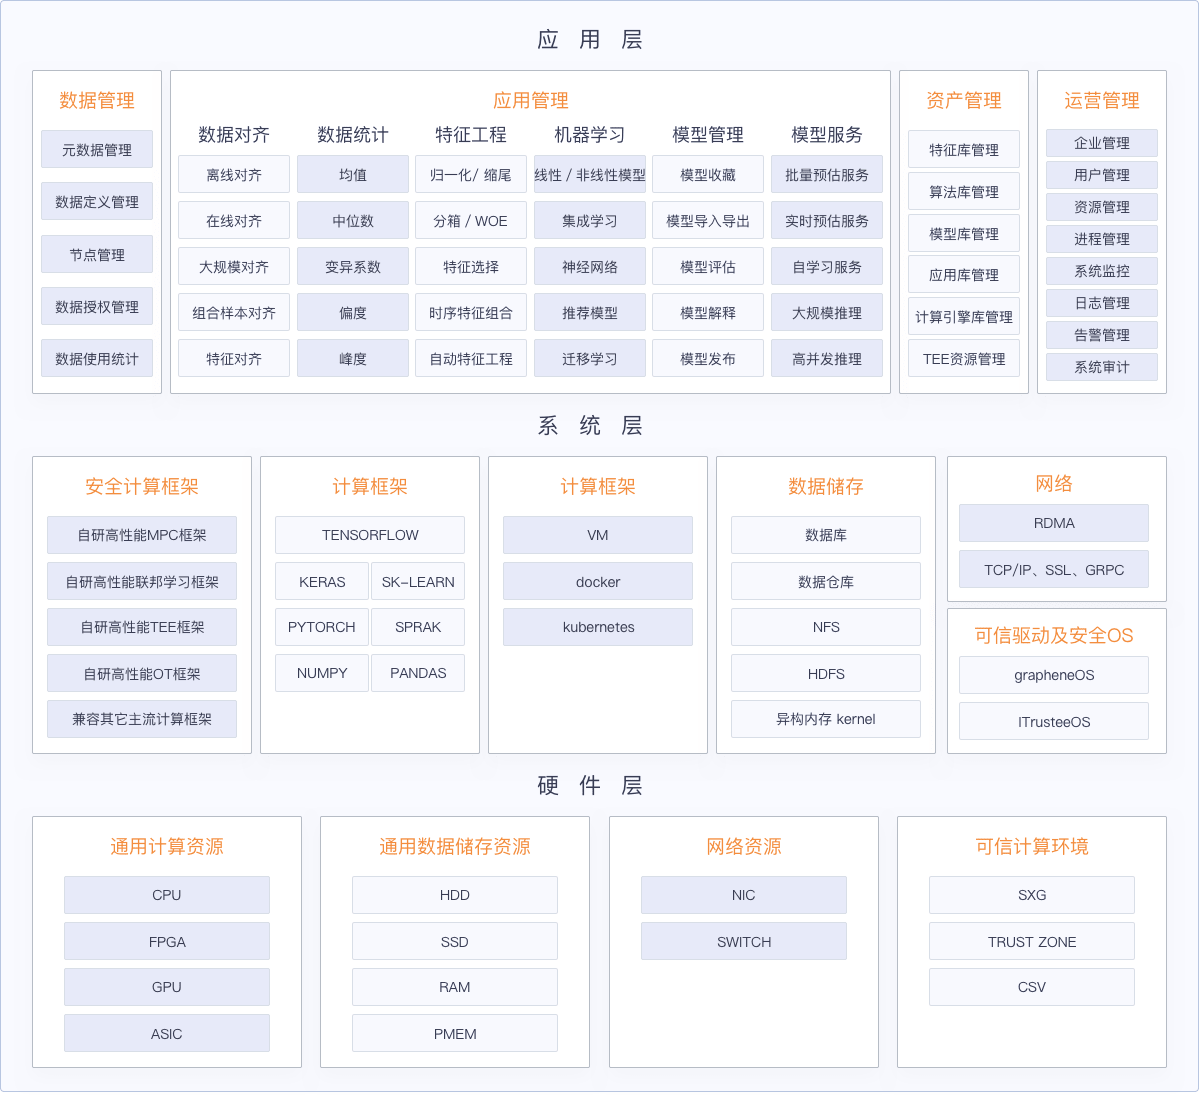 应 用 层
数据管理
元数据管理
数据定义管理
节点管理
数据授权管理
数据使用统计
应用管理
数据对齐
离线对齐
在线对齐
大规模对齐
组合样本对齐
特征对齐
数据统计
均值
中位数
变异系数
偏度
峰度
特征工程
归一化/ 缩尾
分箱 / WOE
特征选择
时序特征组合
自动特征工程
机器学习
线性 / 非线性模型
集成学习
神经网络
推荐模型
迁移学习
模型管理
模型收藏
模型导入导出
模型评估
模型解释
模型发布
模型服务
批量预估服务
实时预估服务
自学习服务
大规模推理
高并发推理
资产管理
特征库管理
算法库管理
模型库管理
应用库管理
计算引擎库管理
TEE资源管理
运营管理
企业管理
用户管理
资源管理
进程管理
系统监控
日志管理
告警管理
系统审计
系 统 层
安全计算框架
自研高性能MPC框架
自研高性能联邦学习框架
自研高性能TEE框架
自研高性能OT框架
兼容其它主流计算框架
计算框架
TENSORFLOW
KERAS
SK-LEARN
PYTORCH
SPRAK
NUMPY
PANDAS
计算框架
VM
docker
kubernetes
数据储存
数据库
数据仓库
NFS
HDFS
异构内存 kernel
网络
RDMA
TCP/IP、SSL、GRPC
可信驱动及安全OS
grapheneOS
ITrusteeOS
硬 件 层
通用计算资源
CPU
FPGA
GPU
ASIC
通用数据储存资源
HDD
SSD
RAM
PMEM
网络资源
NIC
SWITCH
可信计算环境
SXG
TRUST ZONE
CSV